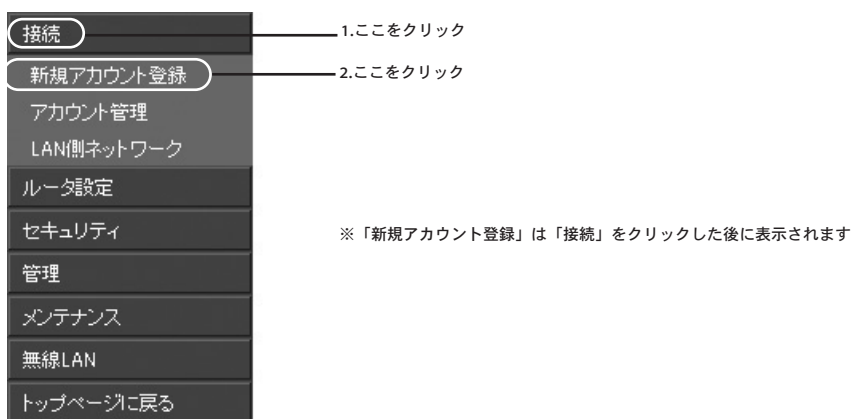 接続
1.ここをクリック
新規アカウント登録
2.ここをクリック
アカウント管理
LAN側ネットワーク
ルータ設定
セキュリティ
※「新規アカウント登録」は「接続」をクリックした後に表示されます
管理
メンテナンス
無線LAN
トップページに戻る